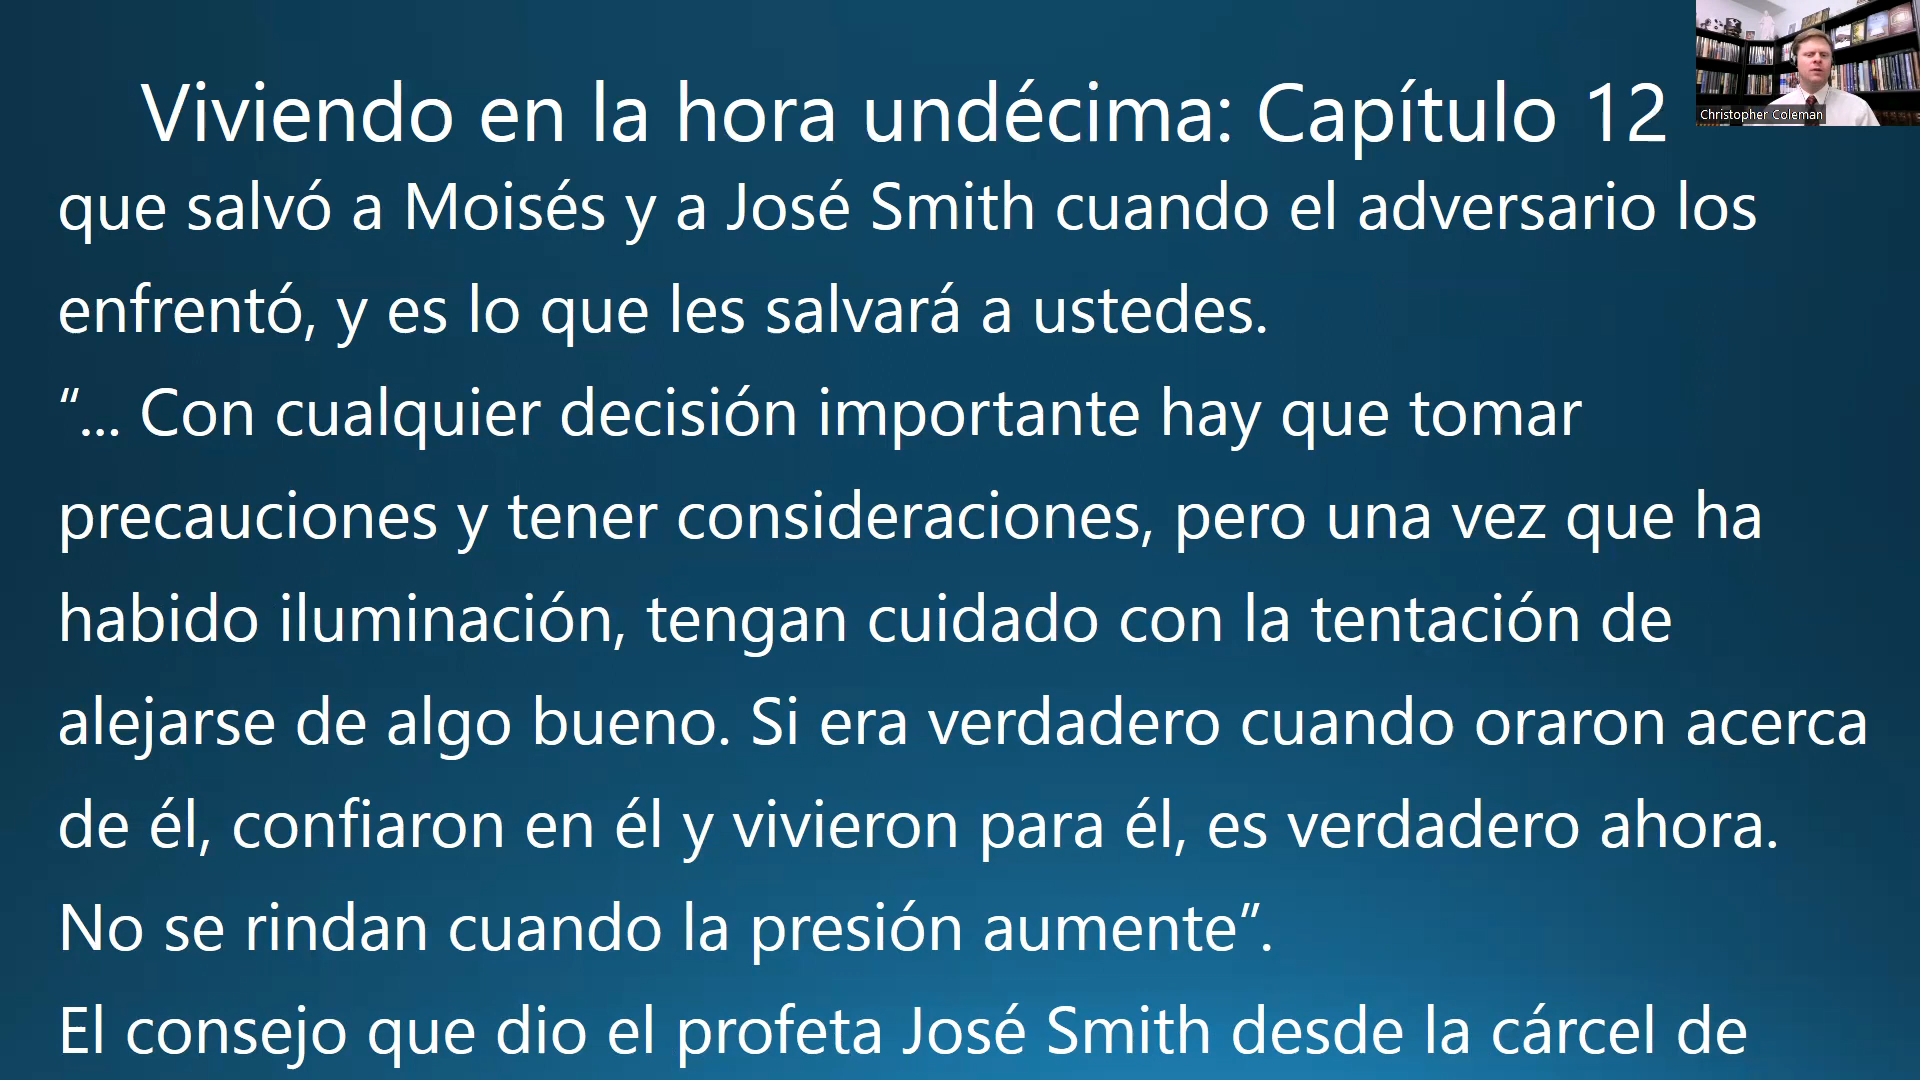 Viviendo en la hora undécima: Capítulo 12
Christopher Coleman
que salvó a Moisés y a José Smith cuando el adversario los
enfrentó, y es lo que les salvará a ustedes.
“... Con cualquier decisión importante hay que tomar
precauciones y tener consideraciones, pero una vez que ha
habido iluminación, tengan cuidado con la tentación de
alejarse de algo bueno. Si era verdadero cuando oraron acerca
de él, confiaron en él y vivieron para él, es verdadero ahora.
No se rindan cuando la presión aumente”.
El consejo que dio el profeta José Smith desde la cárcel de